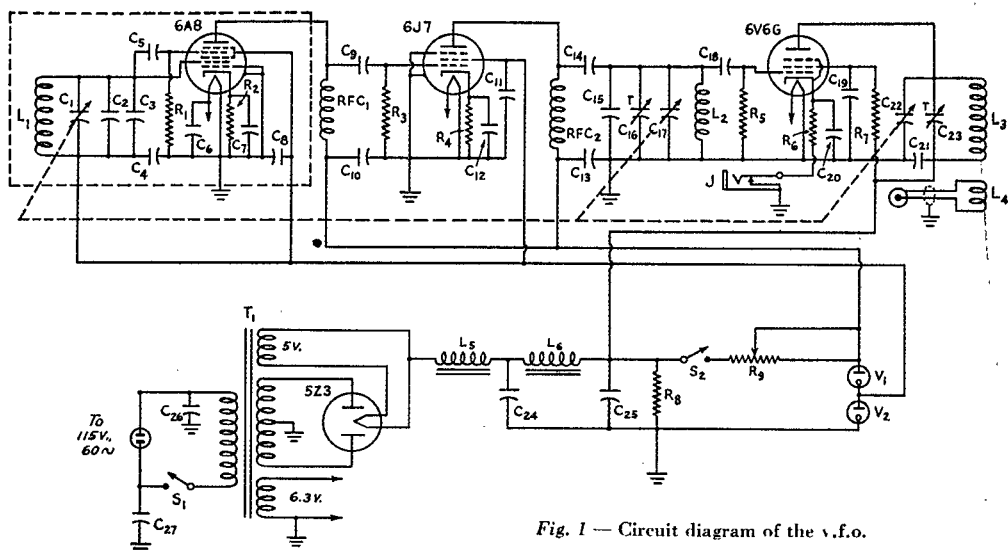 6A8
6J7
6V6G
C5
C9
C14
C18
C19
C11
R2
L1
C1
C2
C3
R1
C6
C7
C8
RFC1
R3
R4
C15
T
C16
C17
L2
R5
R6
R7
C22
T
C23
L3
C4
C10
C12
RFC2
C13
C20
C21
J
L4
T1
5V.
L5
L6
S2
R9
V1
5Z3
C24
C25
R8
V2
C26
To
115V.,
60~
S1
6.3V.
C27
Fig. 1 — Circuit diagram of the v.f.o.